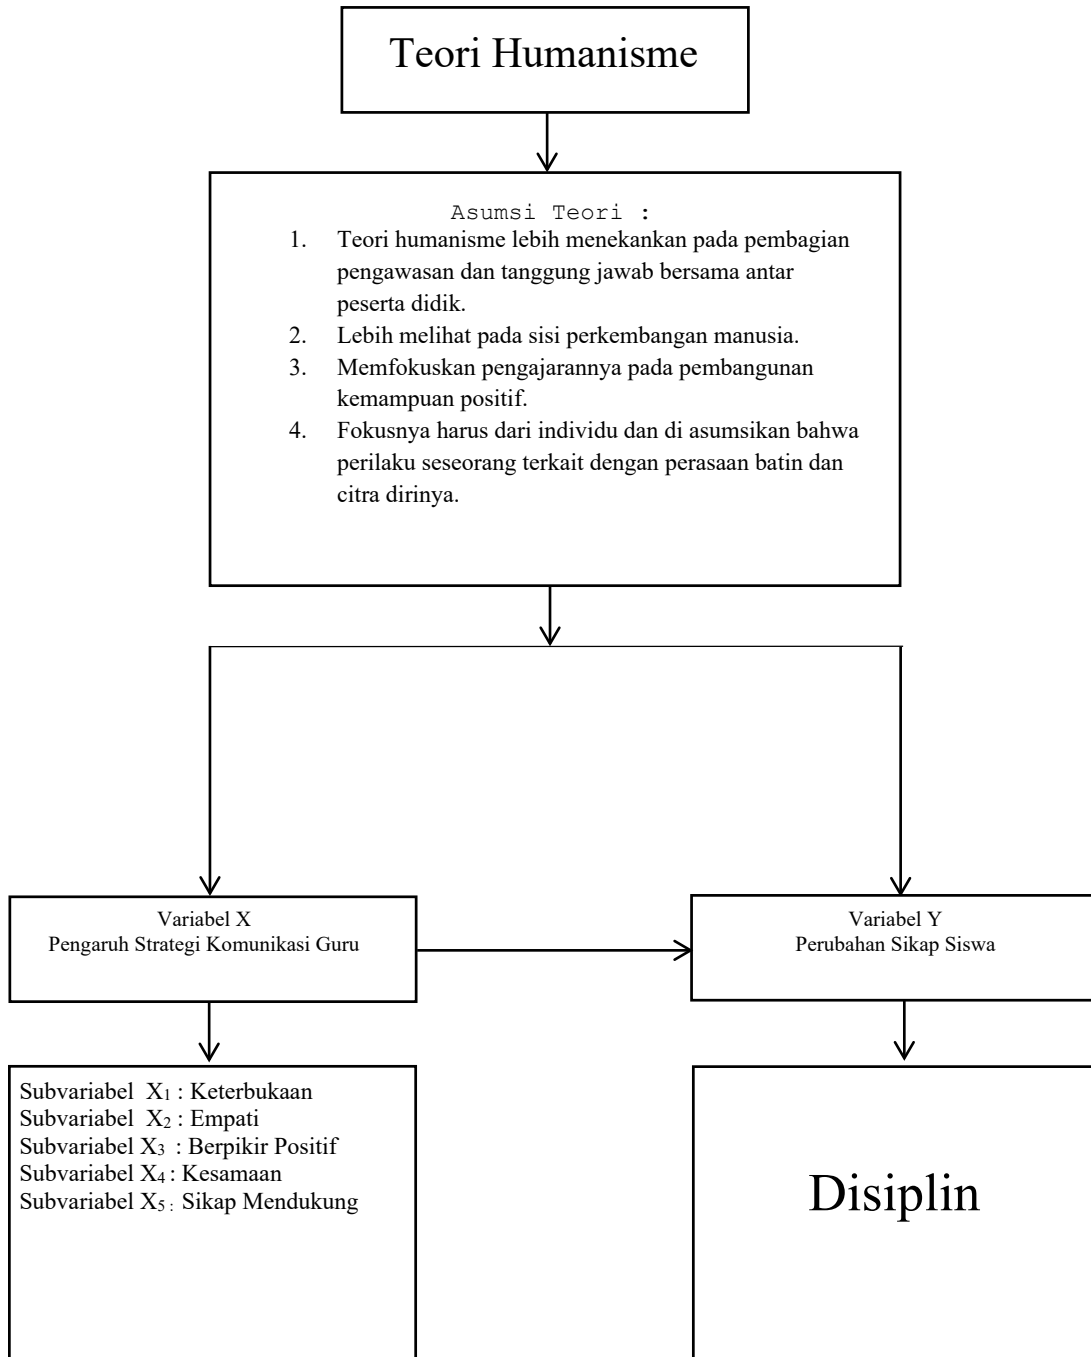 Teori Humanisme
Asumsi Teori :
1. Teori humanisme lebih menekankan pada pembagian
pengawasan dan tanggung jawab bersama antar
peserta didik.
2. Lebih melihat pada sisi perkembangan manusia.
3. Memfokuskan pengajarannya pada pembangunan
kemampuan positif.
4. Fokusnya harus dari individu dan di asumsikan bahwa
perilaku seseorang terkait dengan perasaan batin dan
citra dirinya.
Variabel X
Pengaruh Strategi Komunikasi Guru
Variabel Y
Perubahan Sikap Siswa
Subvariabel X1 : Keterbukaan
Subvariabel X2 : Empati
Subvariabel X3 : Berpikir Positif
Subvariabel X4 : Kesamaan
Subvariabel X5 : Sikap Mendukung
Disiplin